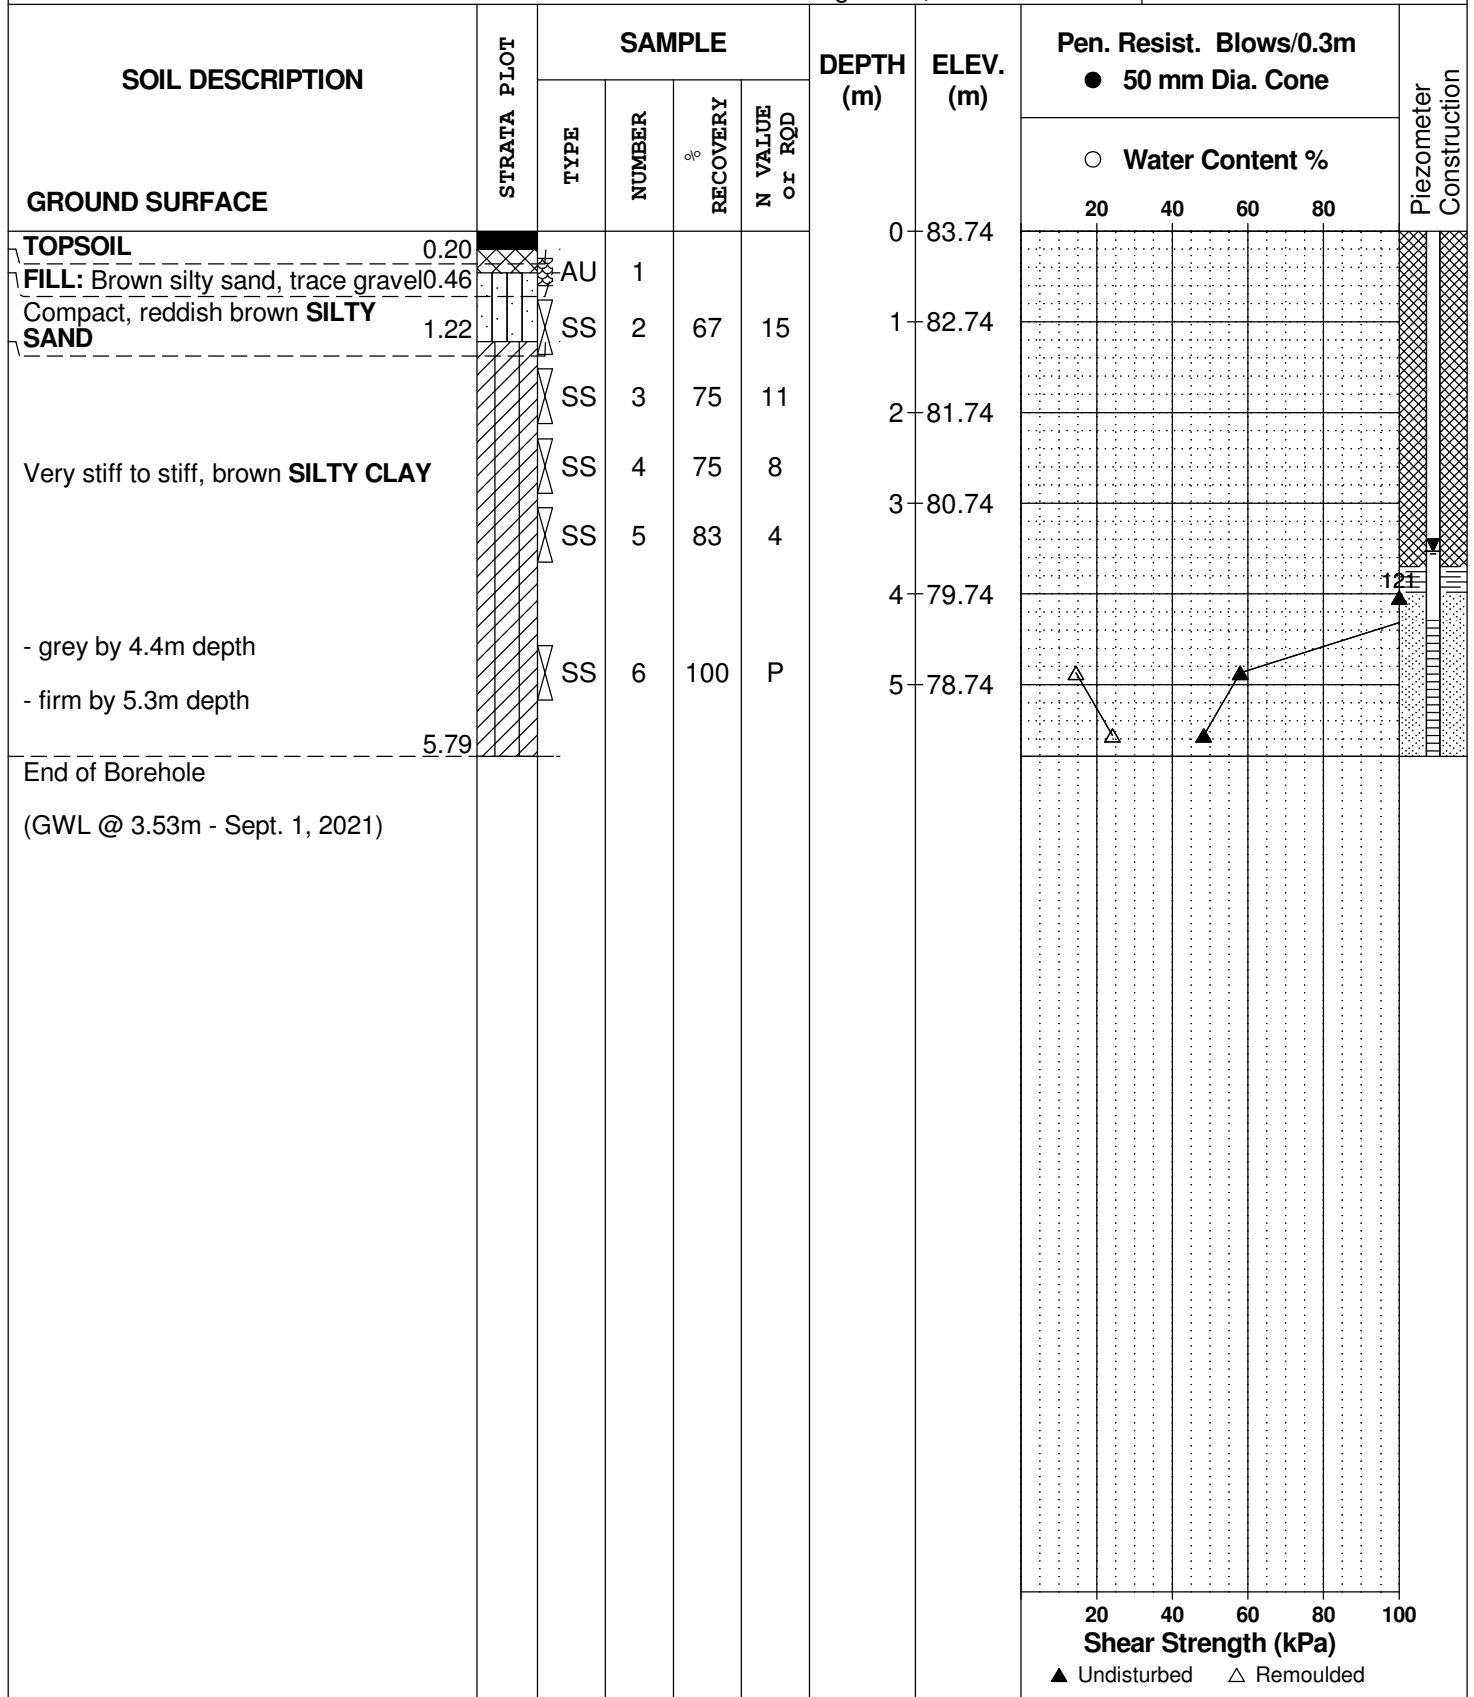 SOIL DESCRIPTION
GROUND SURFACE
STRATA PLOT
SAMPLE
TYPE
NUMBER
% RECOVERY
N VALUE or RQD
DEPTH (m)
ELEV. (m)
Pen. Resist. Blows/0.3m
● 50 mm Dia. Cone
○ Water Content %
20 40 60 80
Piezometer Construction
TOPSOIL 0.20
FILL: Brown silty sand, trace gravel 0.46
Compact, reddish brown SILTY
SAND 1.22
Very stiff to stiff, brown SILTY CLAY
- grey by 4.4m depth
- firm by 5.3m depth
5.79
End of Borehole
(GWL @ 3.53m - Sept. 1, 2021)
AU 1
SS 2 67 15
SS 3 75 11
SS 4 75 8
SS 5 83 4
SS 6 100 P
0 83.74
1 82.74
2 81.74
3 80.74
4 79.74
5 78.74
121
20 40 60 80 100
Shear Strength (kPa)
▲ Undisturbed △ Remoulded